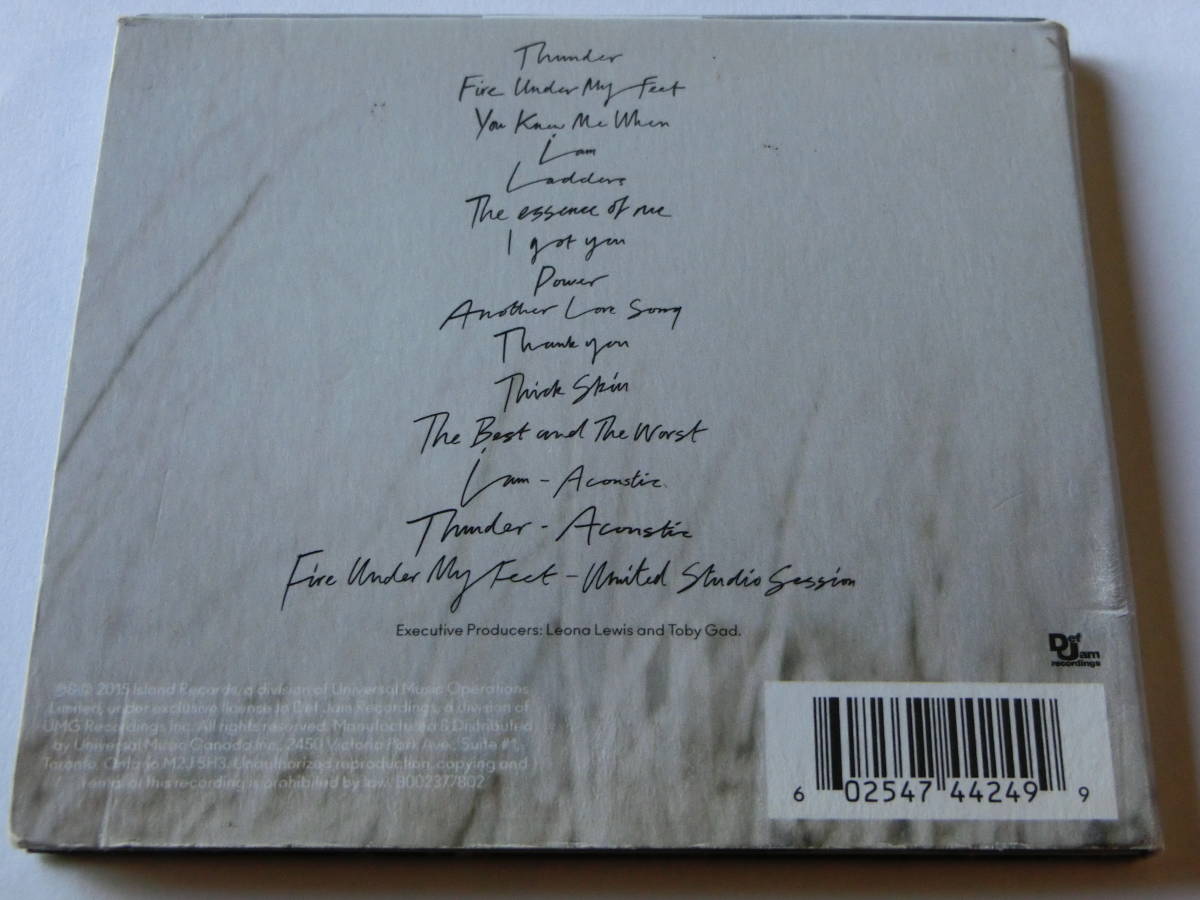 Thunder
Fire Under My Feet
You Knew Me When
I am
Ladders
The essence of me
I got you
Power
Another Love Song
Thank you
Thick Skin
The Best and The Worst
I am - Acoustic
Thunder - Acoustic
Fire Under My Feet - United Studio Session
Executive Producers: Leona Lewis and Toby Gad.
Def Jam
recordings
℗&© 2015 Island Records, a division of Universal Music Operations
Limited, under exclusive license to Def Jam Recordings, a division of
UMG Recordings Inc. All rights reserved. Manufactured & Distributed
by Universal Music Canada Inc., 2450 Victoria Park Ave., Suite #1,
Toronto, Ontario M2J 5H3. Unauthorized reproduction, copying and
rental of this recording is prohibited by law. B002377802
6 02547 44249 9